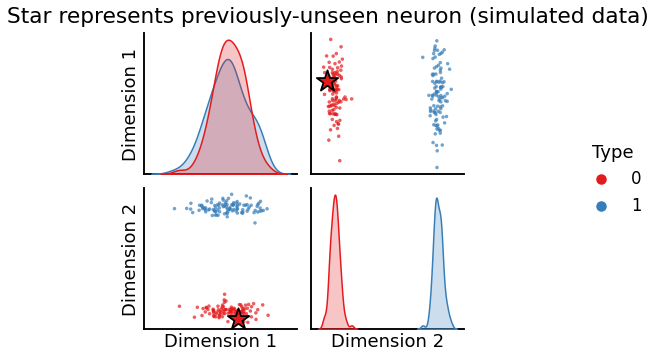 Star represents previously-unseen neuron (simulated data)
Dimension 1
Type
0
1
Dimension 2
Dimension 1
Dimension 2